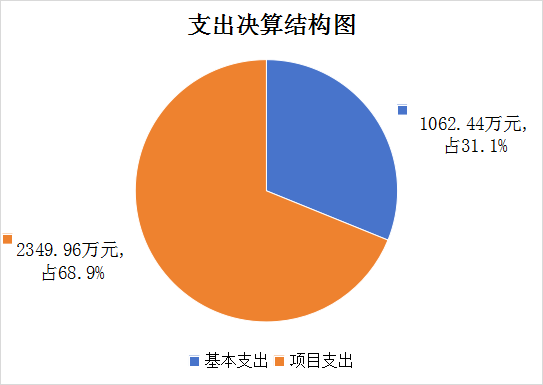 支出决算结构图
1062.44万元,
占31.1%
2349.96万元,
占68.9%
基本支出 项目支出